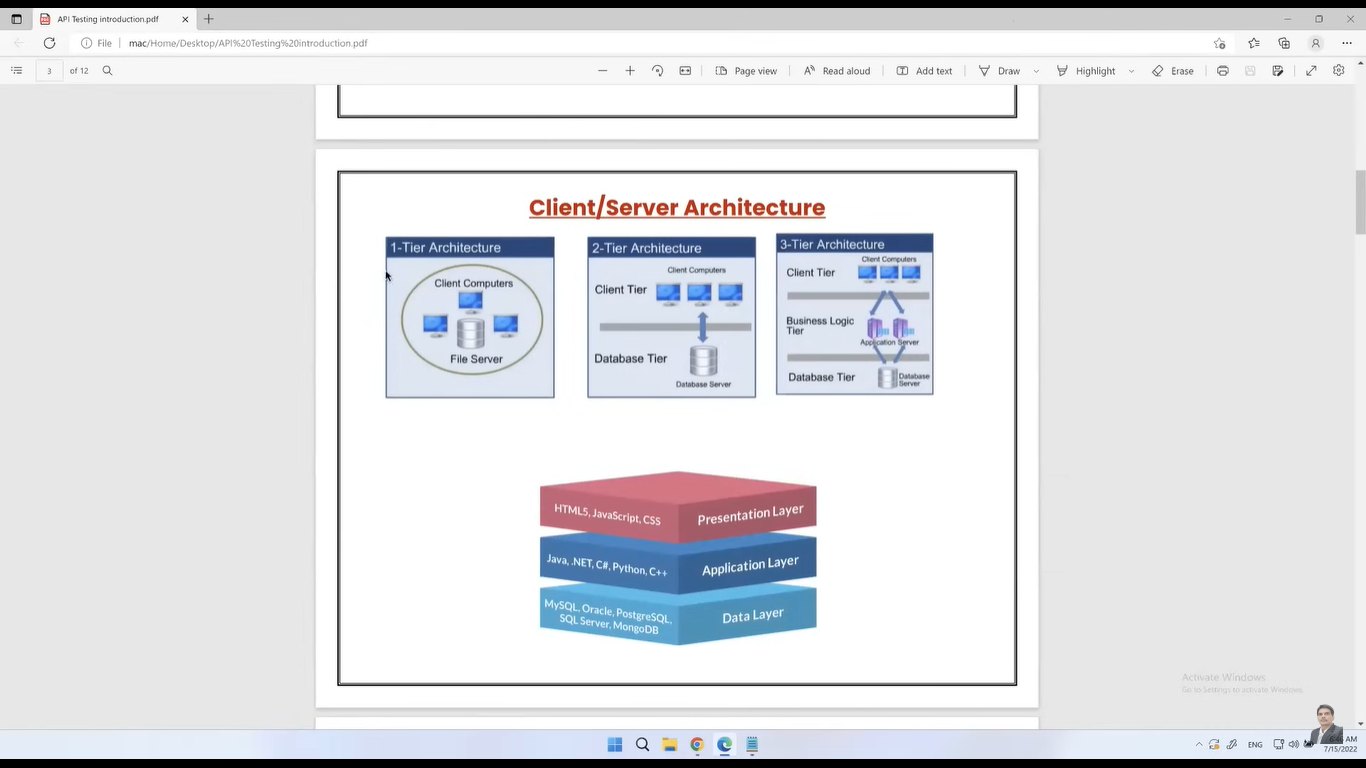 API Testing introduction.pdf
File
mac/Home/Desktop/API%20Testing%20introduction.pdf
3
of 12
Page view
Read aloud
Add text
Draw
Highlight
Erase
Client/Server Architecture
1-Tier Architecture
Client Computers
File Server
2-Tier Architecture
Client Computers
Client Tier
Database Tier
Database Server
3-Tier Architecture
Client Computers
Client Tier
Business Logic
Tier
Application Server
Database Tier
Database
Server
HTML5, JavaScript, CSS
Presentation Layer
Java, .NET, C#, Python, C++
Application Layer
MySQL, Oracle, PostgreSQL,
SQL Server, MongoDB
Data Layer
Activate Windows
Go to Settings to activate Windows.
ENG
AM
7/15/2022